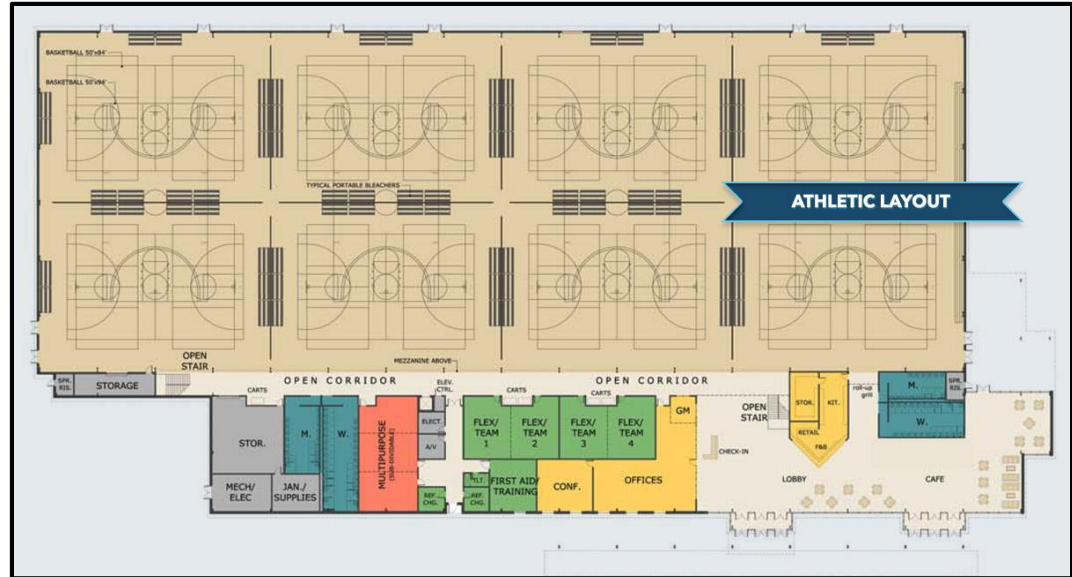 BASKETBALL 50'x84'
BASKETBALL 50'x94'
TYPICAL PORTABLE BLEACHERS
ATHLETIC LAYOUT
OPEN
STAIR
MEZZANINE ABOVE
SPR.
RIS.
STORAGE
CARTS
OPEN CORRIDOR
ELEV.
CTRL.
CARTS
OPEN CORRIDOR
CARTS
STOR.
M.
W.
MULTIPURPOSE
(SUB-DIVIDABLE)
ELECT.
A/V
FLEX/
TEAM
1
FLEX/
TEAM
2
FLEX/
TEAM
3
FLEX/
TEAM
4
GM
OPEN
STAIR
STOR.
KIT.
RETAIL
F&B
roll-up
grill
M.
SPR.
RIS.
W.
CHECK-IN
MECH/
ELEC
JAN./
SUPPLIES
REF.
CHG.
TLT.
REF.
CHG.
FIRST AID/
TRAINING
CONF.
OFFICES
LOBBY
CAFE